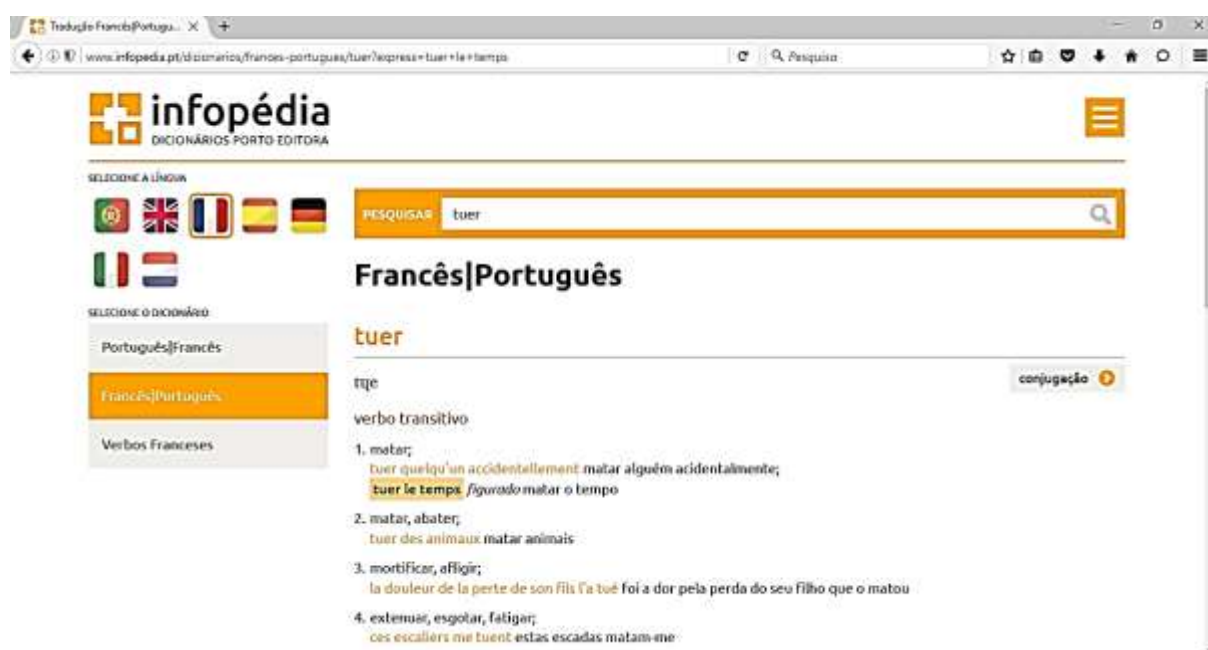 Tradução Francês|Portugu... × +
www.infopedia.pt/dicionarios/frances-portugues/tuer?express=tuer+le+temps
Pesquisa
infopédia
DICIONÁRIOS PORTO EDITORA
SELECIONE A LÍNGUA
PESQUISAR tuer
Francês|Português
SELECIONE O DICIONÁRIO
Português|Francês
Francês|Português
Verbos Franceses
tuer
conjugação
verbo transitivo
1. matar;
tuer quelqu'un accidentellement matar alguém acidentalmente;
tuer le temps figurado matar o tempo
2. matar, abater;
tuer des animaux matar animais
3. mortificar, afligir;
la douleur de la perte de son fils l'a tué foi a dor pela perda do seu filho que o matou
4. extenuar, esgotar, fatigar;
ces escaliers me tuent estas escadas matam-me